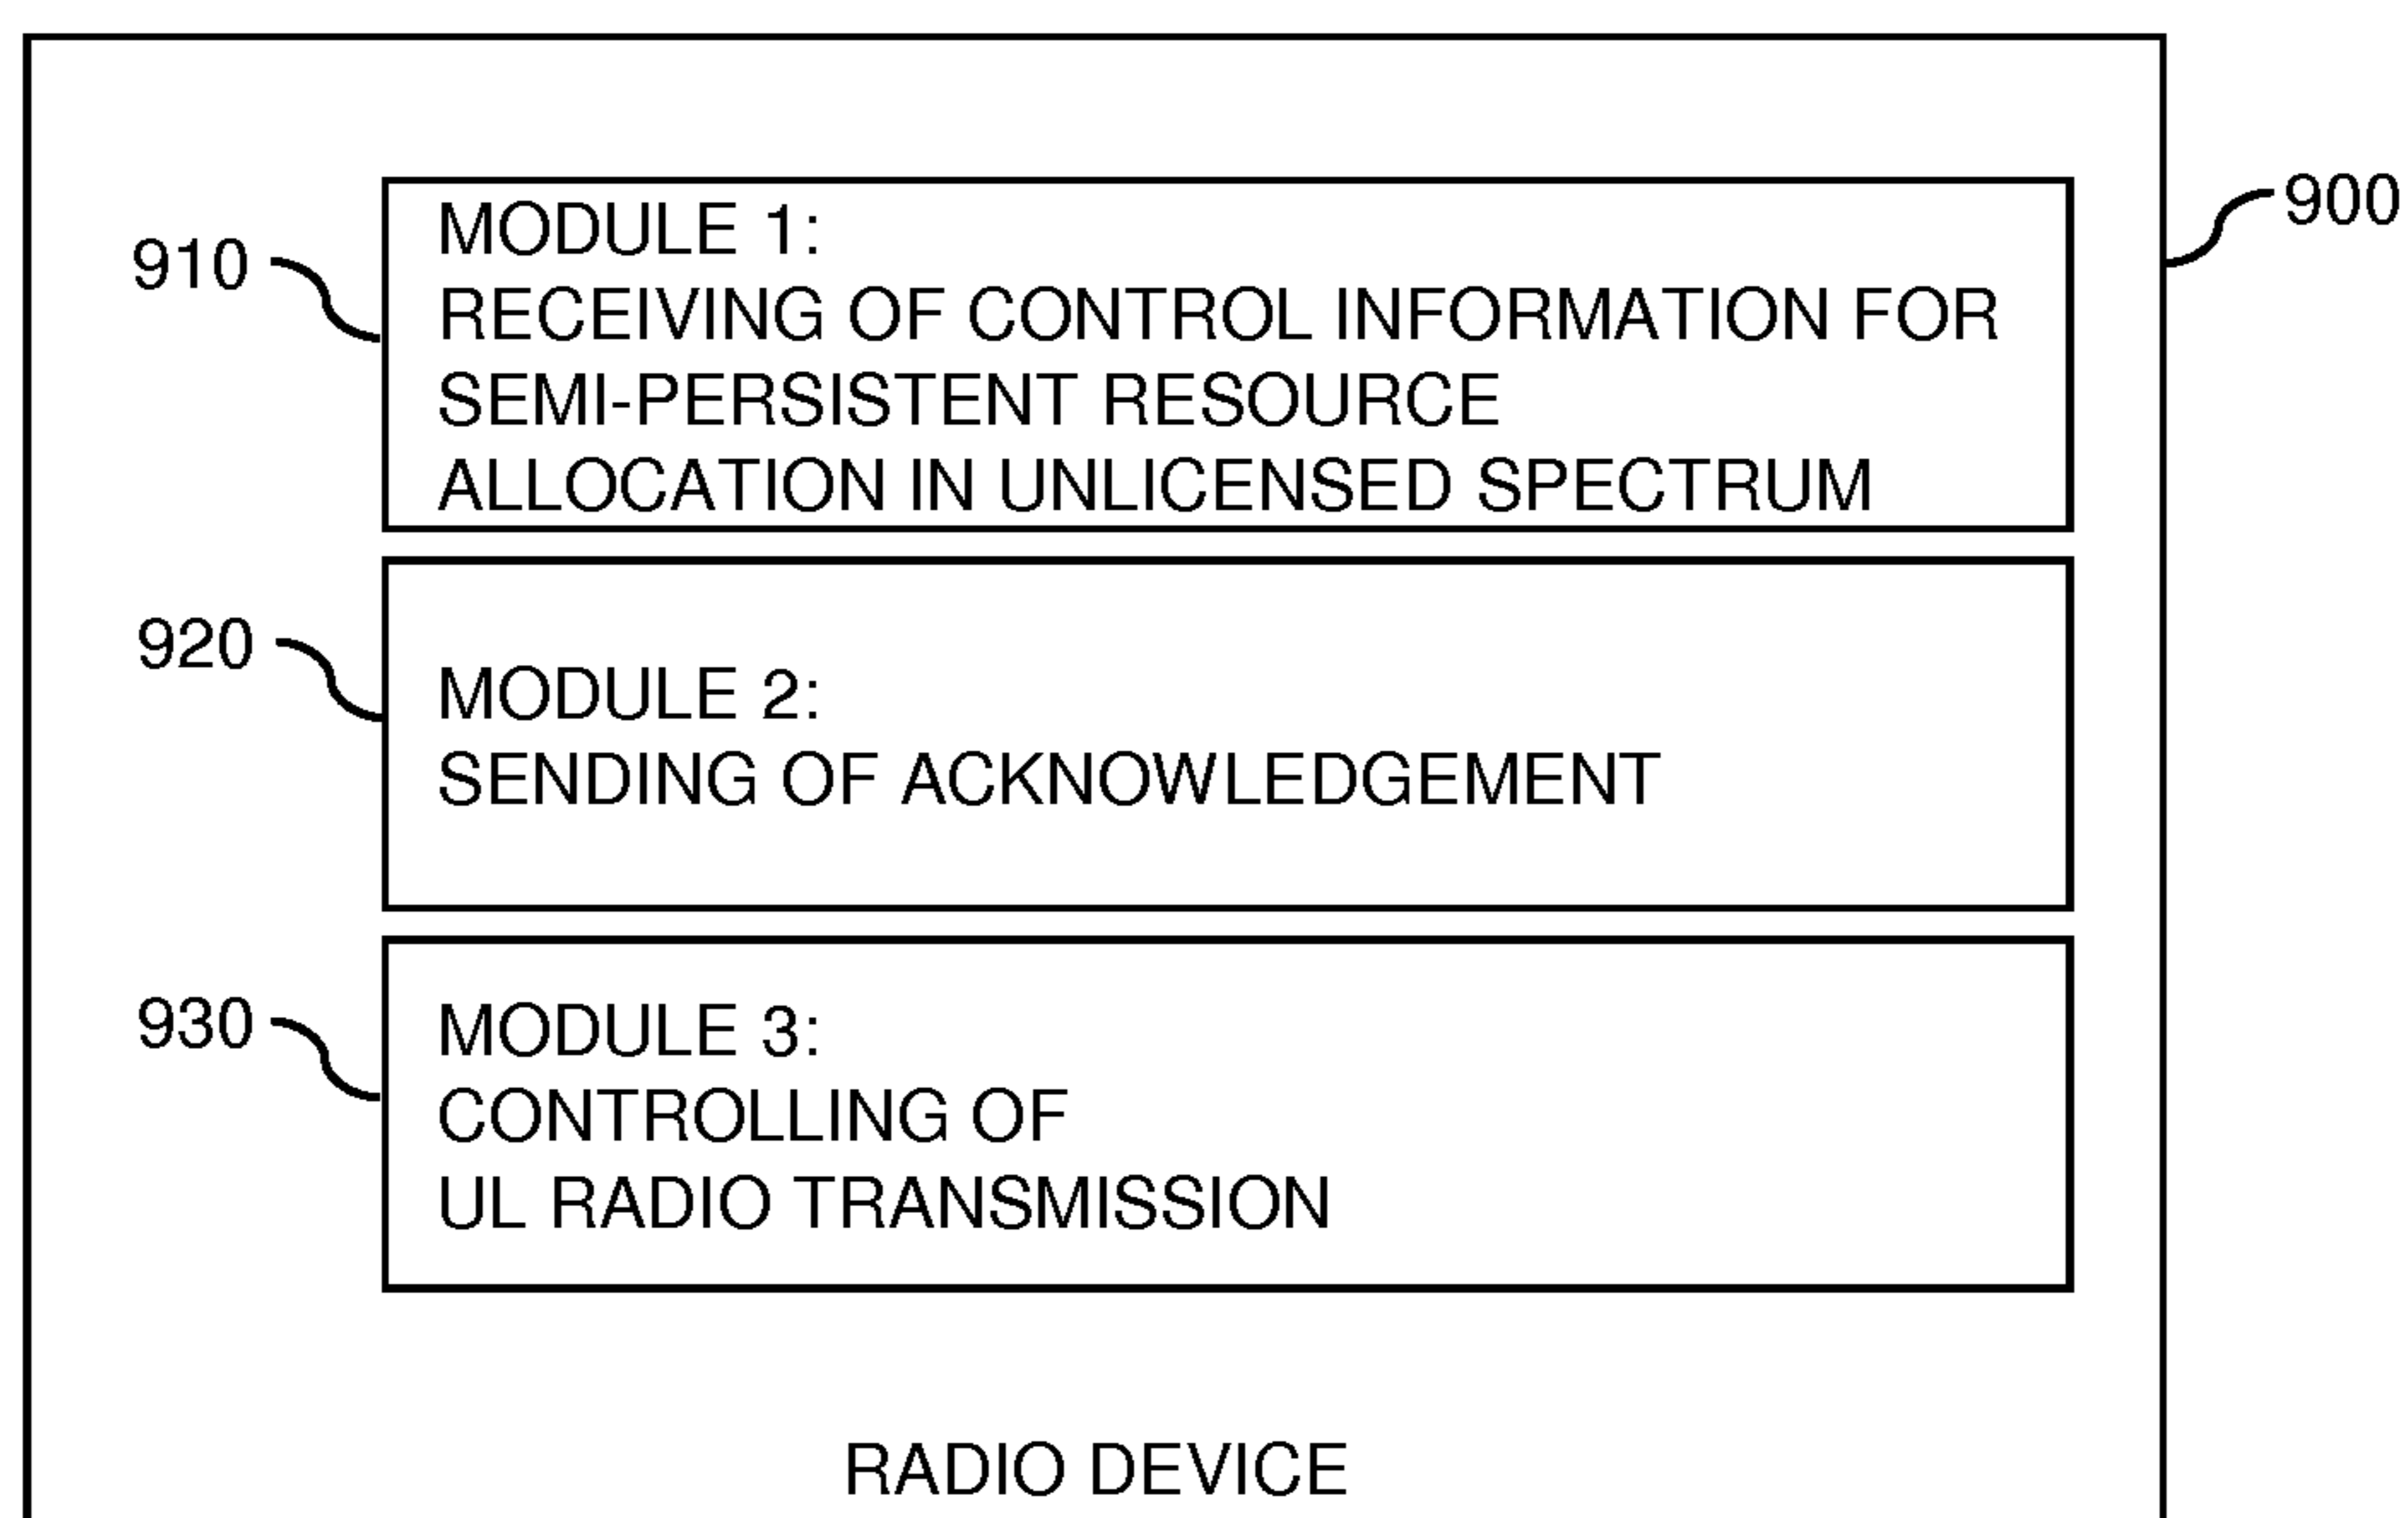 900
910
MODULE 1:
RECEIVING OF CONTROL INFORMATION FOR
SEMI-PERSISTENT RESOURCE
ALLOCATION IN UNLICENSED SPECTRUM
920
MODULE 2:
SENDING OF ACKNOWLEDGEMENT
930
MODULE 3:
CONTROLLING OF
UL RADIO TRANSMISSION
RADIO DEVICE